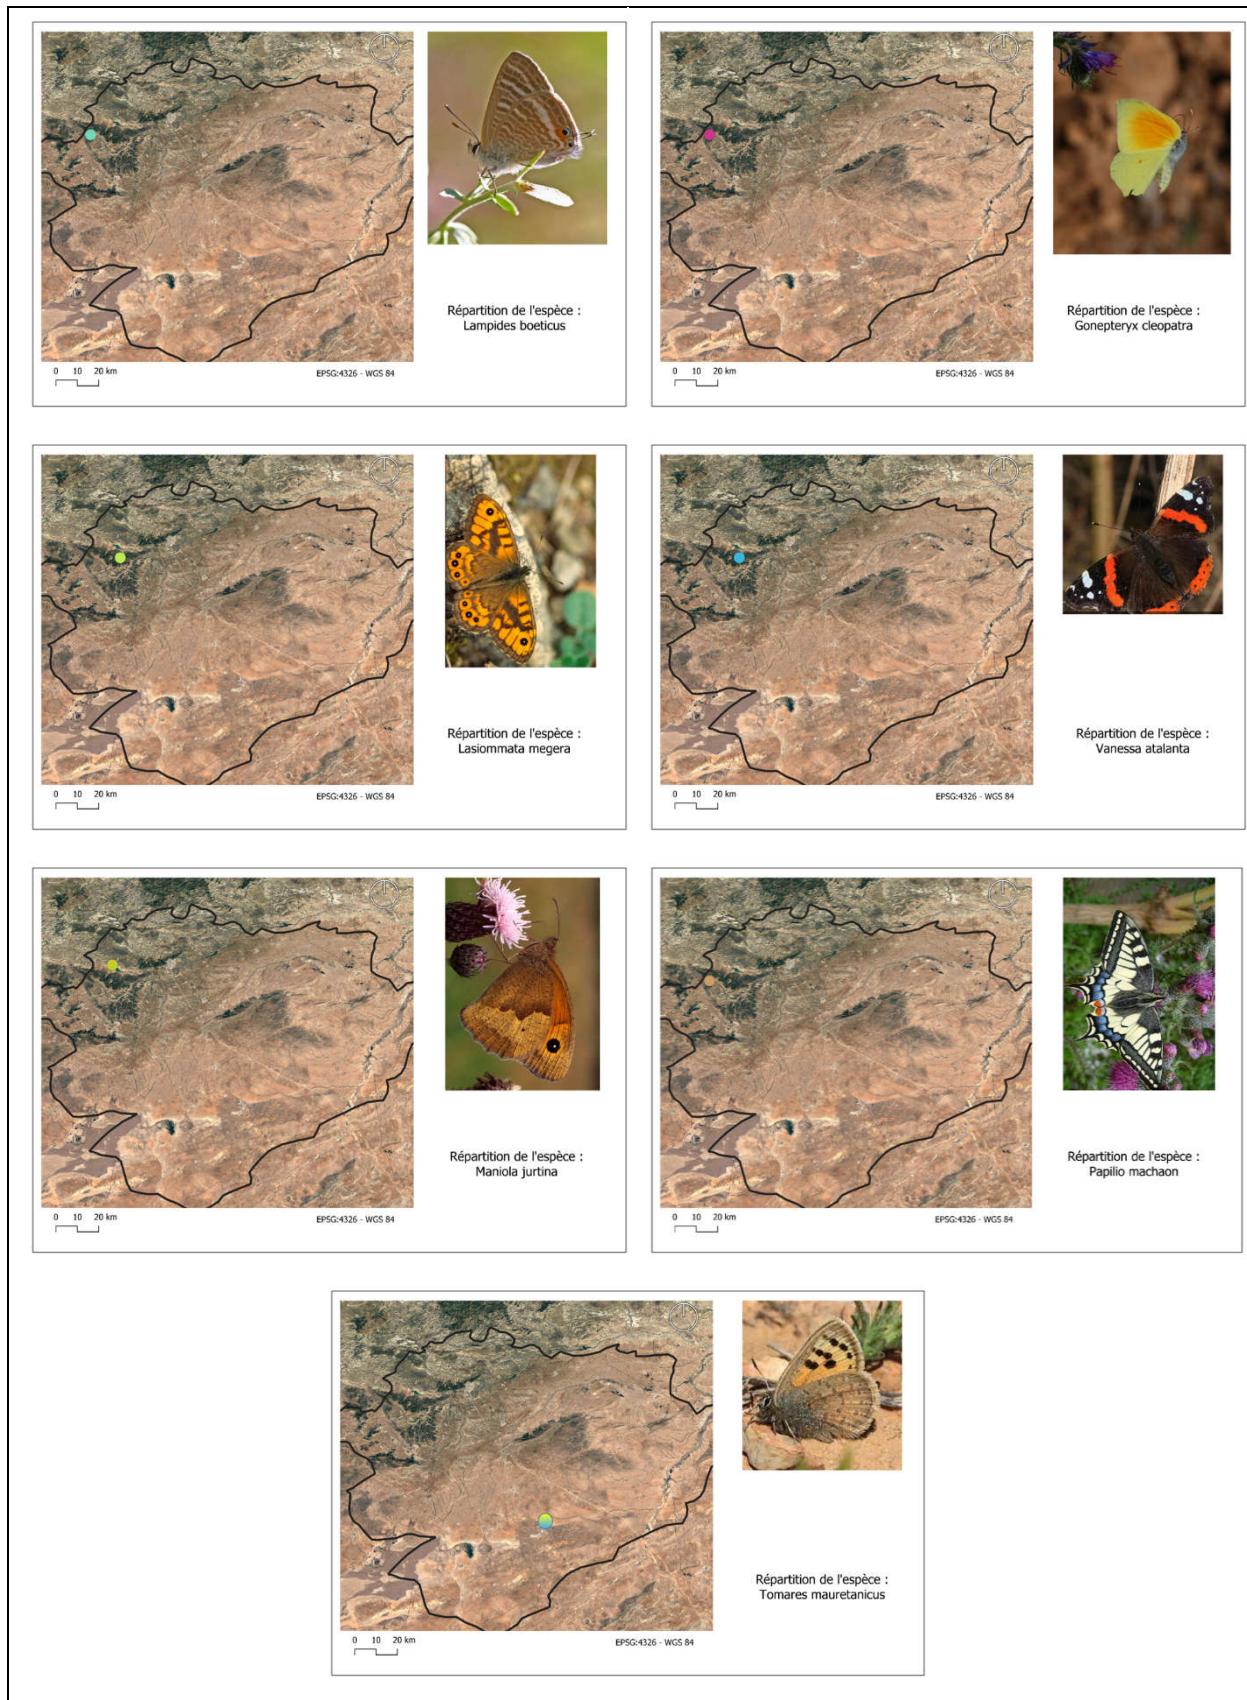 Répartition de l'espèce :
Lampides boeticus
0 10 20 km
EPSG:4326 - WGS 84
Répartition de l'espèce :
Gonepteryx cleopatra
0 10 20 km
EPSG:4326 - WGS 84
Répartition de l'espèce :
Lasiommata megera
0 10 20 km
EPSG:4326 - WGS 84
Répartition de l'espèce :
Vanessa atalanta
0 10 20 km
EPSG:4326 - WGS 84
Répartition de l'espèce :
Maniola jurtina
0 10 20 km
EPSG:4326 - WGS 84
Répartition de l'espèce :
Papilio machaon
0 10 20 km
EPSG:4326 - WGS 84
Répartition de l'espèce :
Tomares mauretanicus
0 10 20 km
EPSG:4326 - WGS 84